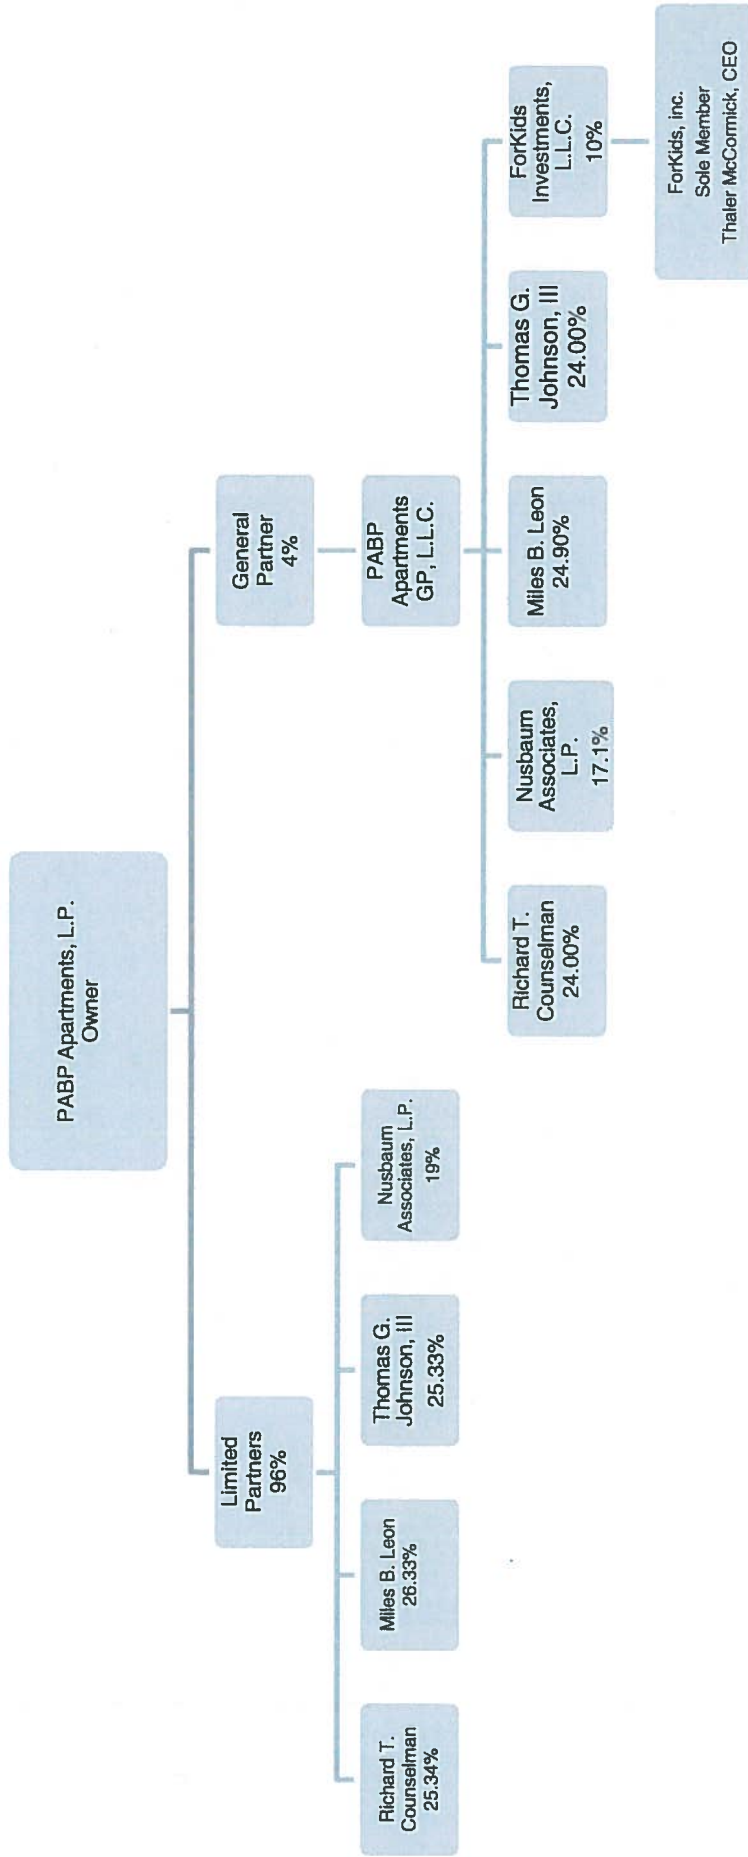 PABP Apartments, L.P.
Owner
Limited
Partners
96%
General
Partner
4%
Richard T.
Counselman
25.34%
Miles B. Leon
26.33%
Thomas G.
Johnson, III
25.33%
Nusbaum
Associates, L.P.
19%
PABP
Apartments
GP, L.L.C.
Richard T.
Counselman
24.00%
Nusbaum
Associates,
L.P.
17.1%
Miles B. Leon
24.90%
Thomas G.
Johnson, III
24.00%
ForKids
Investments,
L.L.C.
10%
ForKids, inc.
Sole Member
Thaler McCormick, CEO